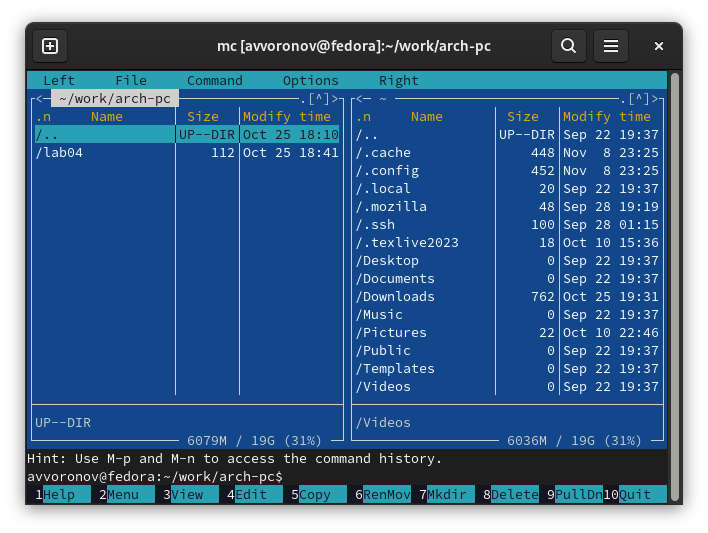 mc [avvoronov@fedora]:~/work/arch-pc
Left File Command Options Right
<─ ~/work/arch-pc .[^]>
.n Name Size Modify time
/.. UP--DIR Oct 25 18:10
/lab04 112 Oct 25 18:41
UP--DIR
6079M / 19G (31%)
<─ ~ .[^]>
.n Name Size Modify time
/.. UP--DIR Sep 22 19:37
/.cache 448 Nov 8 23:25
/.config 452 Nov 8 23:25
/.local 20 Sep 22 19:37
/.mozilla 48 Sep 28 19:19
/.ssh 100 Sep 28 01:15
/.texlive2023 18 Oct 10 15:36
/Desktop 0 Sep 22 19:37
/Documents 0 Sep 22 19:37
/Downloads 762 Oct 25 19:31
/Music 0 Sep 22 19:37
/Pictures 22 Oct 10 22:46
/Public 0 Sep 22 19:37
/Templates 0 Sep 22 19:37
/Videos 0 Sep 22 19:37
/Videos
6036M / 19G (31%)
Hint: Use M-p and M-n to access the command history.
avvoronov@fedora:~/work/arch-pc$
1Help 2Menu 3View 4Edit 5Copy 6RenMov 7Mkdir 8Delete 9PullDn 10Quit